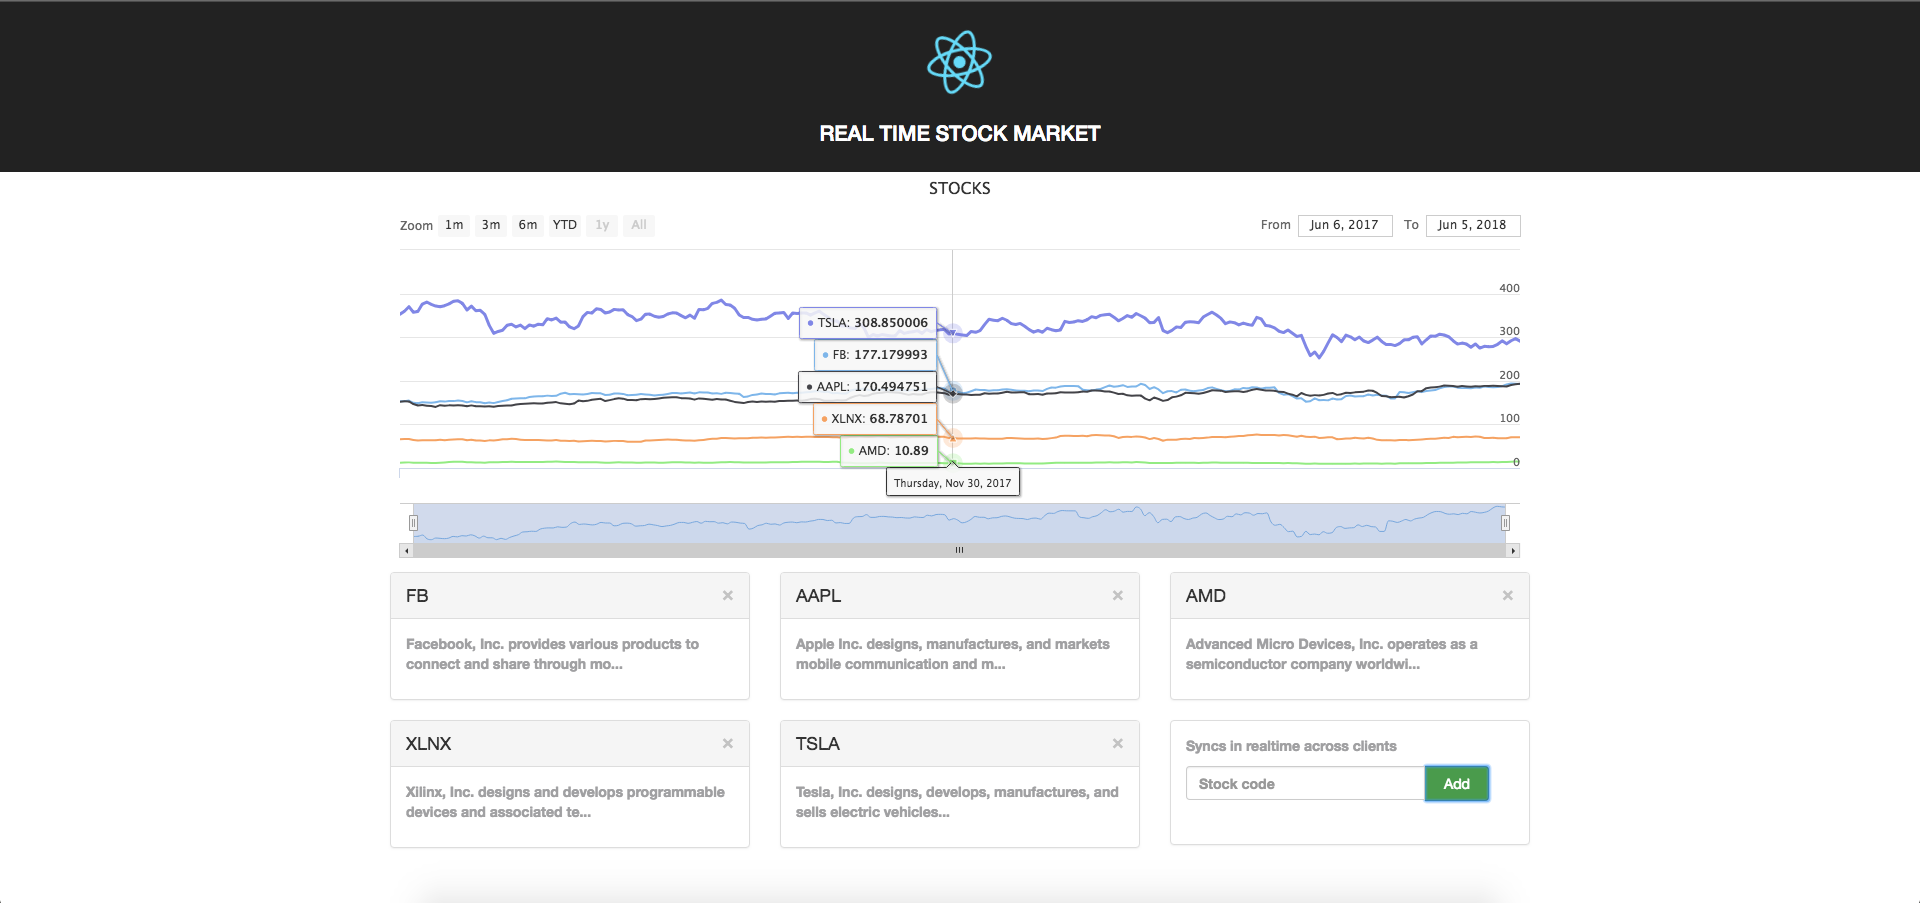 REAL TIME STOCK MARKET
STOCKS
Zoom 1m 3m 6m YTD 1y All
From Jun 6, 2017 To Jun 5, 2018
400
300
200
100
0
TSLA: 308.850006
FB: 177.179993
AAPL: 170.494751
XLNX: 68.78701
AMD: 10.89
Thursday, Nov 30, 2017
FB ×
Facebook, Inc. provides various products to
connect and share through mo...
AAPL ×
Apple Inc. designs, manufactures, and markets
mobile communication and m...
AMD ×
Advanced Micro Devices, Inc. operates as a
semiconductor company worldwi...
XLNX ×
Xilinx, Inc. designs and develops programmable
devices and associated te...
TSLA ×
Tesla, Inc. designs, develops, manufactures, and
sells electric vehicles...
Syncs in realtime across clients
Stock code Add